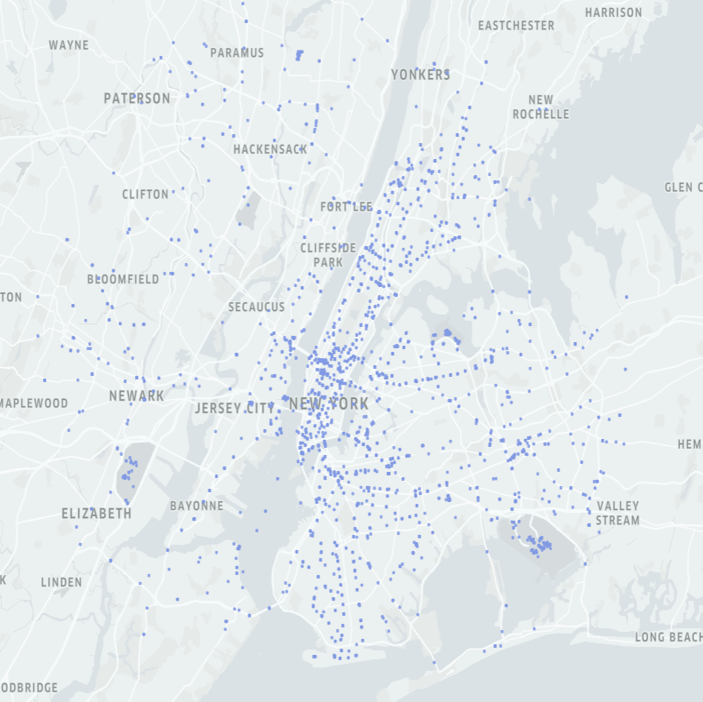 HARRISON
EASTCHESTER
WAYNE
PARAMUS
YONKERS
PATERSON
NEW
ROCHELLE
HACKENSACK
GLEN C
CLIFTON
FORT LEE
CLIFFSIDE
PARK
BLOOMFIELD
TON
SECAUCUS
NEWARK
MAPLEWOOD
JERSEY CITY
NEW YORK
HEM
ELIZABETH
BAYONNE
VALLEY
STREAM
K
LINDEN
LONG BEACH
ODBRIDGE